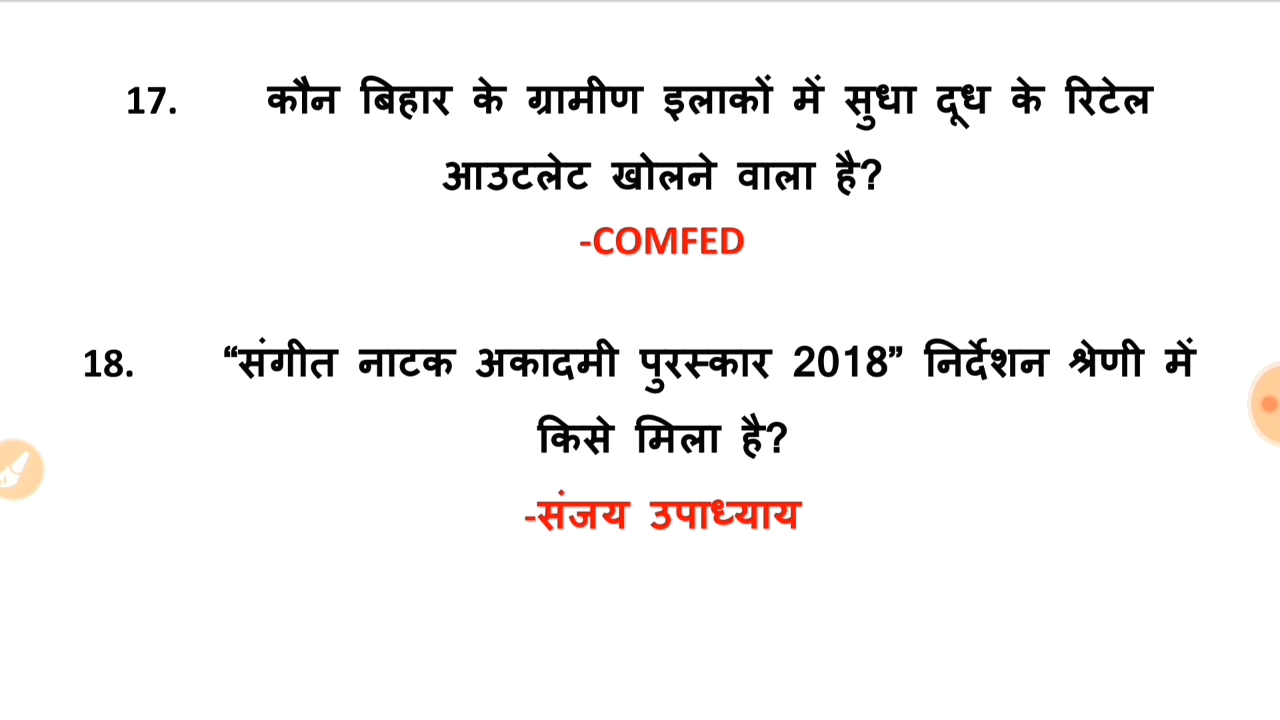 17. कौन बिहार के ग्रामीण इलाकों में सुधा दूध के रिटेल
आउटलेट खोलने वाला है?
-COMFED
18. “संगीत नाटक अकादमी पुरस्कार 2018” निर्देशन श्रेणी में
किसे मिला है?
-संजय उपाध्याय